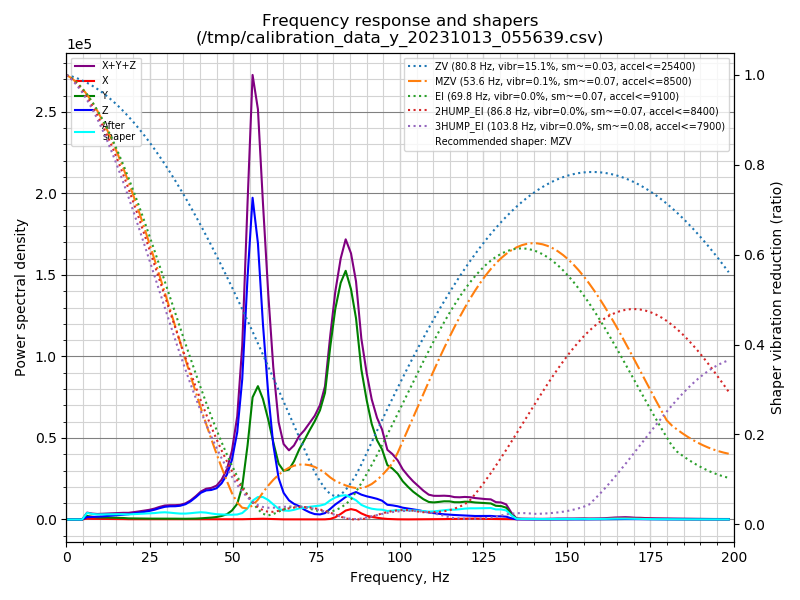 Frequency response and shapers
(/tmp/calibration_data_y_20231013_055639.csv)
1e5
X+Y+Z
X
Y
Z
After
shaper
ZV (80.8 Hz, vibr=15.1%, sm~=0.03, accel<=25400)
MZV (53.6 Hz, vibr=0.1%, sm~=0.07, accel<=8500)
EI (69.8 Hz, vibr=0.0%, sm~=0.07, accel<=9100)
2HUMP_EI (86.8 Hz, vibr=0.0%, sm~=0.07, accel<=8400)
3HUMP_EI (103.8 Hz, vibr=0.0%, sm~=0.08, accel<=7900)
Recommended shaper: MZV
Power spectral density
2.5
2.0
1.5
1.0
0.5
0.0
1.0
0.8
0.6
0.4
0.2
0.0
Shaper vibration reduction (ratio)
0 25 50 75 100 125 150 175 200
Frequency, Hz